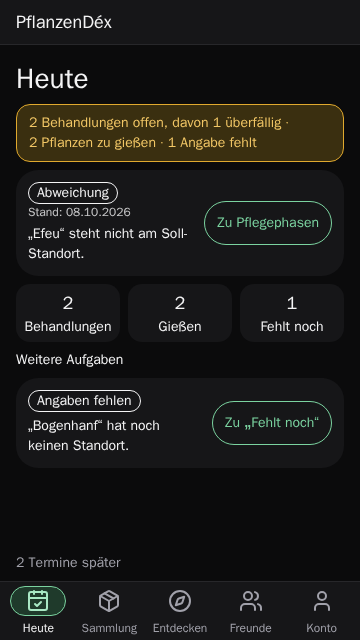 PflanzenDéx
Heute
2 Behandlungen offen, davon 1 überfällig ·
2 Pflanzen zu gießen · 1 Angabe fehlt
Abweichung
Stand: 08.10.2026
„Efeu“ steht nicht am Soll-
Standort.
Zu Pflegephasen
2
Behandlungen
2
Gießen
1
Fehlt noch
Weitere Aufgaben
Angaben fehlen
„Bogenhanf“ hat noch
keinen Standort.
Zu „Fehlt noch“
2 Termine später
Heute
Sammlung
Entdecken
Freunde
Konto